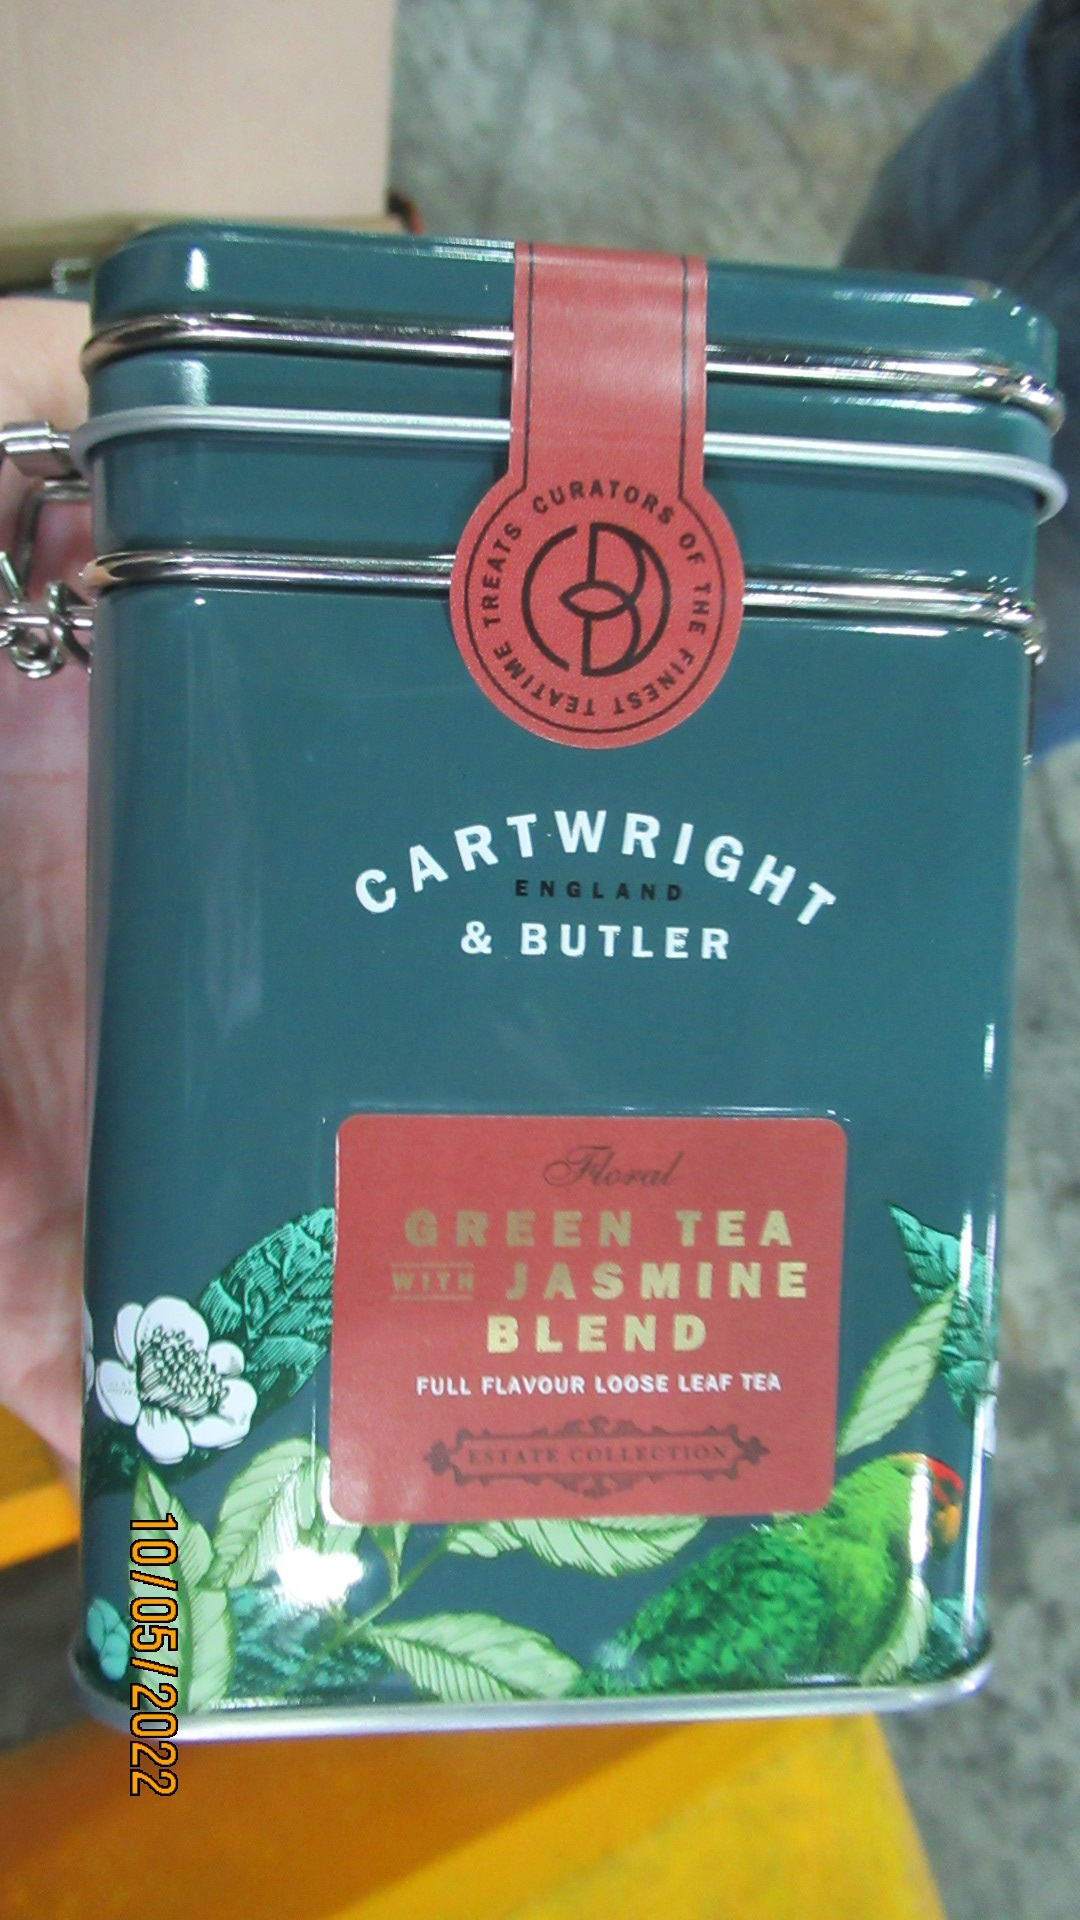 CURATORS OF THE FINEST TEATIME TREATS
CARTWRIGHT
ENGLAND
& BUTLER
Floral
GREEN TEA
WITH JASMINE
BLEND
FULL FLAVOUR LOOSE LEAF TEA
ESTATE COLLECTION
10/05/2022